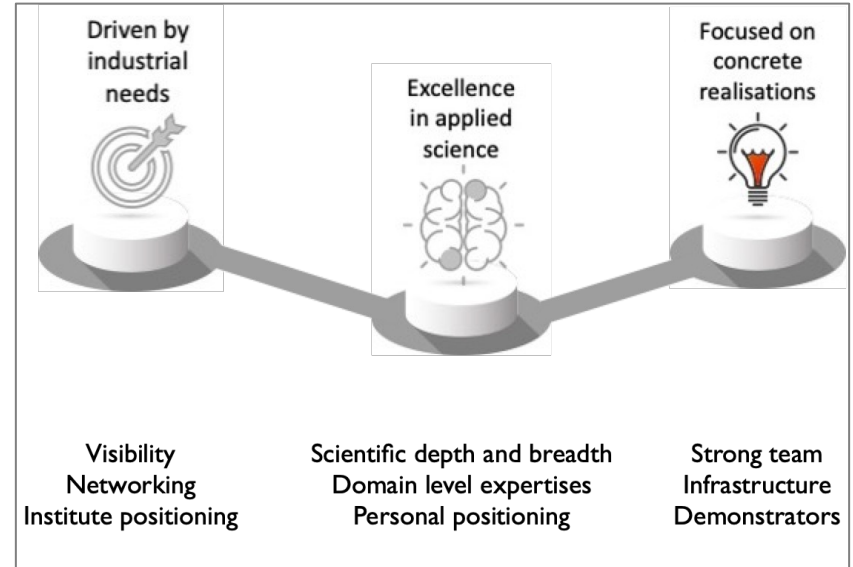 Driven by
industrial
needs
Excellence
in applied
science
Focused on
concrete
realisations
Visibility
Networking
Institute positioning
Scientific depth and breadth
Domain level expertises
Personal positioning
Strong team
Infrastructure
Demonstrators